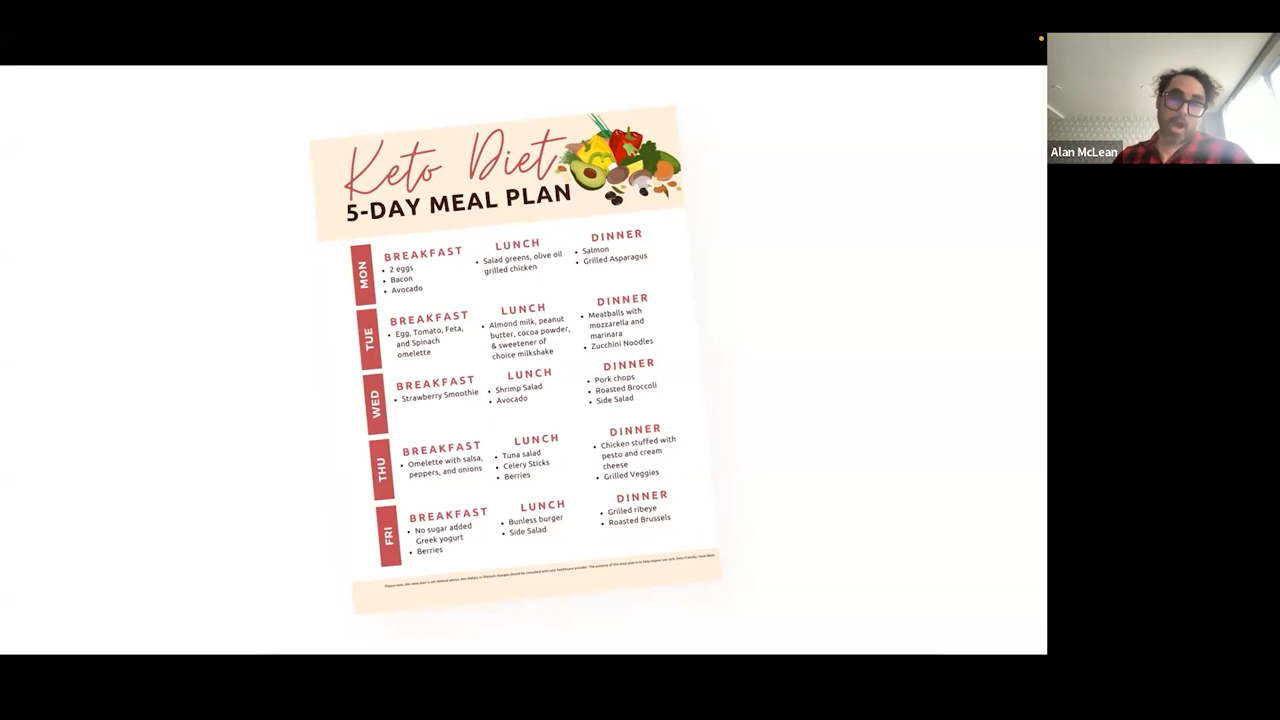 Alan McLean
Keto Diet
5-DAY MEAL PLAN
MON
BREAKFAST
• 2 eggs
• Bacon
• Avocado
LUNCH
• Salad greens, olive oil
grilled chicken
DINNER
• Salmon
• Grilled Asparagus
TUE
BREAKFAST
• Egg, Tomato, Feta,
and Spinach
omelette
LUNCH
• Almond milk, peanut
butter, cocoa powder,
& sweetener of
choice milkshake
DINNER
• Meatballs with
mozzarella and
marinara
• Zucchini Noodles
WED
BREAKFAST
• Strawberry Smoothie
LUNCH
• Shrimp Salad
• Avocado
DINNER
• Pork chops
• Roasted Broccoli
• Side Salad
THU
BREAKFAST
• Omelette with salsa,
peppers, and onions
LUNCH
• Tuna salad
• Celery Sticks
• Berries
DINNER
• Chicken stuffed with
pesto and cream
cheese
• Grilled Veggies
FRI
BREAKFAST
• No sugar added
Greek yogurt
• Berries
LUNCH
• Bunless burger
• Side Salad
DINNER
• Grilled ribeye
• Roasted Brussels